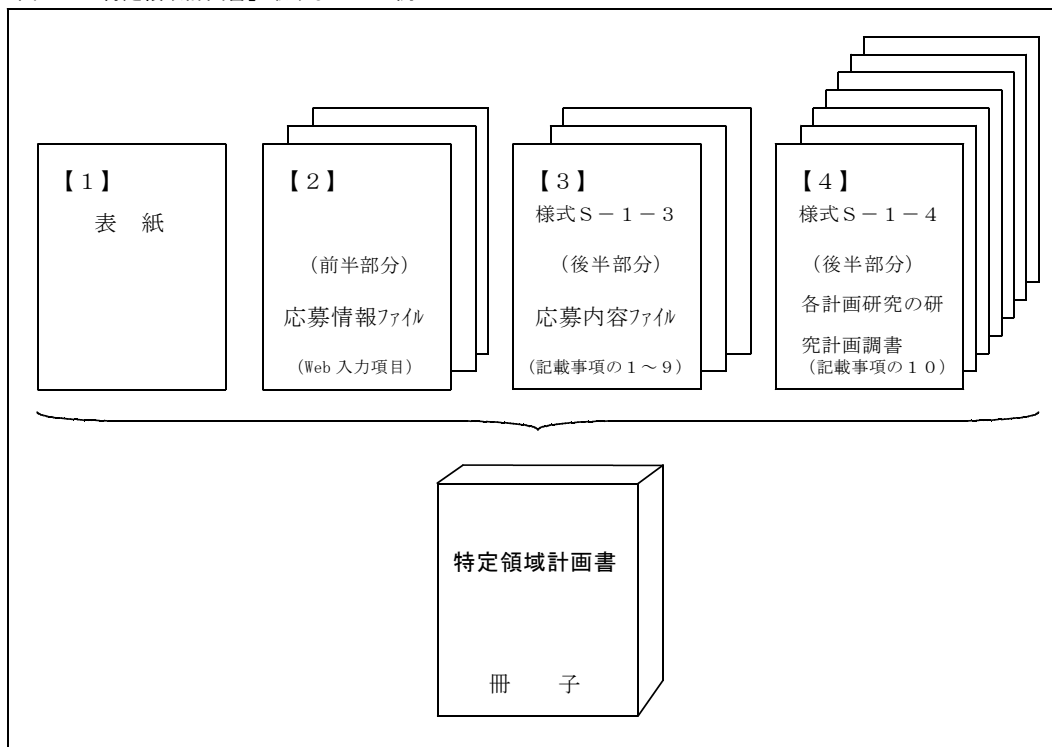 【１】
表　紙
【２】
（前半部分）
応募情報ﾌｧｲﾙ
（Web 入力項目）
【３】
様式Ｓ－１－３
（後半部分）
応募内容ﾌｧｲﾙ
（記載事項の１～９）
【４】
様式Ｓ－１－４
（後半部分）
各計画研究の研
究計画調書
（記載事項の１０）
特定領域計画書
冊　子